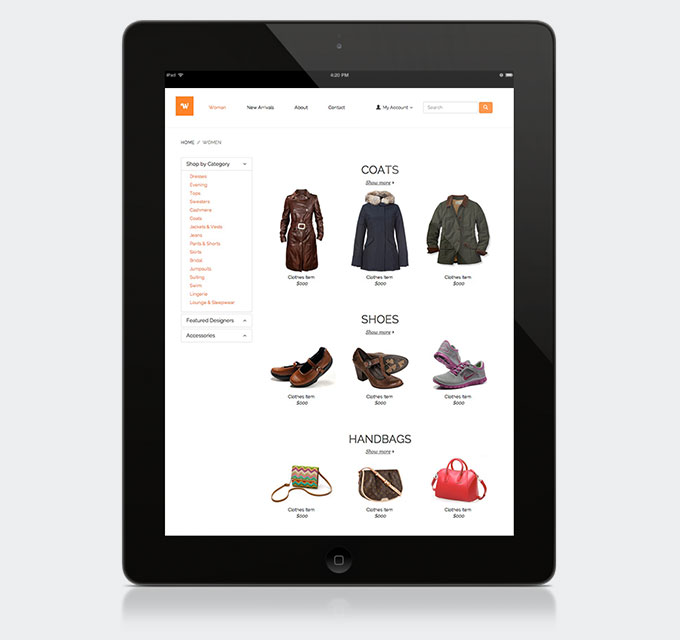 iPad 4:20 PM
W
Women New Arrivals About Contact My Account Search
HOME // WOMEN
Shop by Category
Dresses
Evening
Tops
Sweaters
Cashmere
Coats
Jackets & Vests
Jeans
Pants & Shorts
Skirts
Bridal
Jumpsuits
Suiting
Swim
Lingerie
Lounge & Sleepwear
Featured Designers
Accessories
COATS
Show more
Clothes item Clothes item Clothes item
$000 $000 $000
SHOES
Show more
Clothes item Clothes item Clothes item
$000 $000 $000
HANDBAGS
Show more
Clothes item Clothes item Clothes item
$000 $000 $000